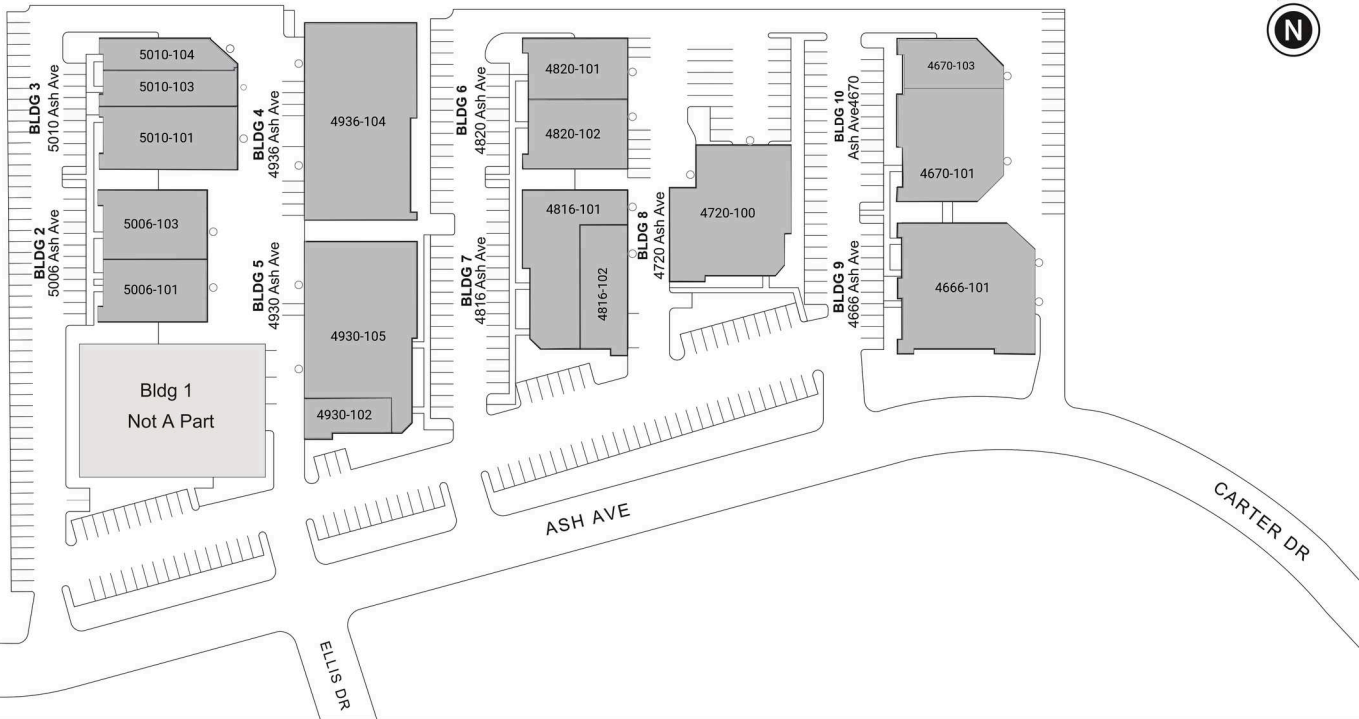 N
BLDG 3
5010 Ash Ave
5010-104
5010-103
5010-101
BLDG 2
5006 Ash Ave
5006-103
5006-101
Bldg 1
Not A Part
BLDG 4
4936 Ash Ave
4936-104
BLDG 5
4930 Ash Ave
4930-105
4930-102
BLDG 6
4820 Ash Ave
4820-101
4820-102
BLDG 7
4816 Ash Ave
4816-101
4816-102
BLDG 8
4720 Ash Ave
4720-100
BLDG 10
Ash Ave4670
4670-103
4670-101
BLDG 9
4666 Ash Ave
4666-101
ASH AVE
CARTER DR
ELLIS DR